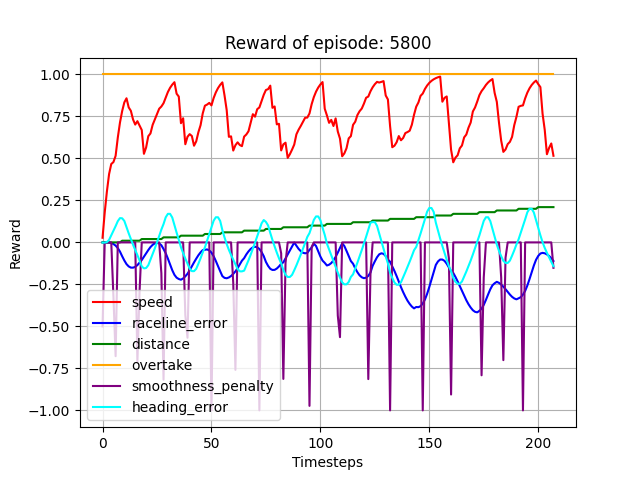 Reward of episode: 5800
1.00
0.75
0.50
0.25
0.00
−0.25
−0.50
−0.75
−1.00
Reward
speed
raceline_error
distance
overtake
smoothness_penalty
heading_error
0 50 100 150 200
Timesteps